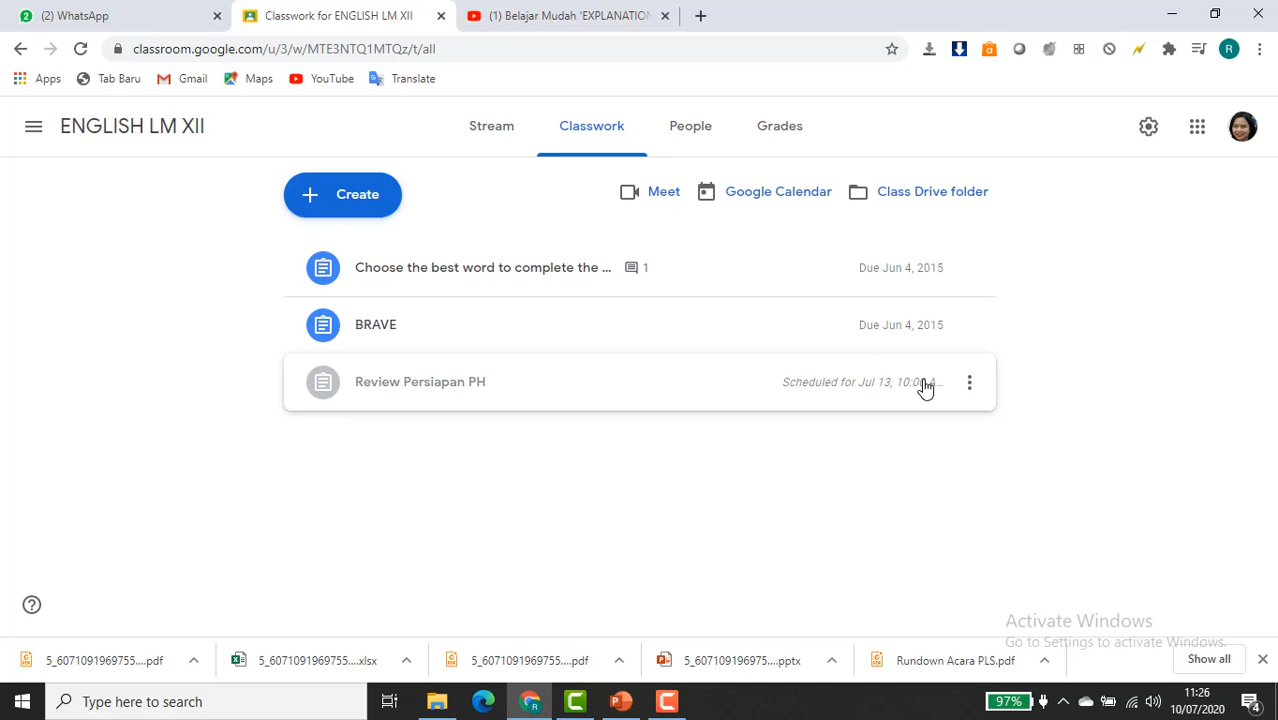 2
(2) WhatsApp
Classwork for ENGLISH LM XII
(1) Belajar Mudah 'EXPLANATION
classroom.google.com/u/3/w/MTE3NTQ1MTQz/t/all
R
Apps
Tab Baru
Gmail
Maps
YouTube
Translate
ENGLISH LM XII
Stream
Classwork
People
Grades
Create
Meet
Google Calendar
Class Drive folder
Choose the best word to complete the ...
1
Due Jun 4, 2015
BRAVE
Due Jun 4, 2015
Review Persiapan PH
Scheduled for Jul 13, 10:00 A...
Activate Windows
Go to Settings to activate Windows.
5_6071091969755....pdf
5_6071091969755....xlsx
5_6071091969755....pdf
5_607109196975....pptx
Rundown Acara PLS.pdf
Show all
Type here to search
97%
11:26
10/07/2020
4